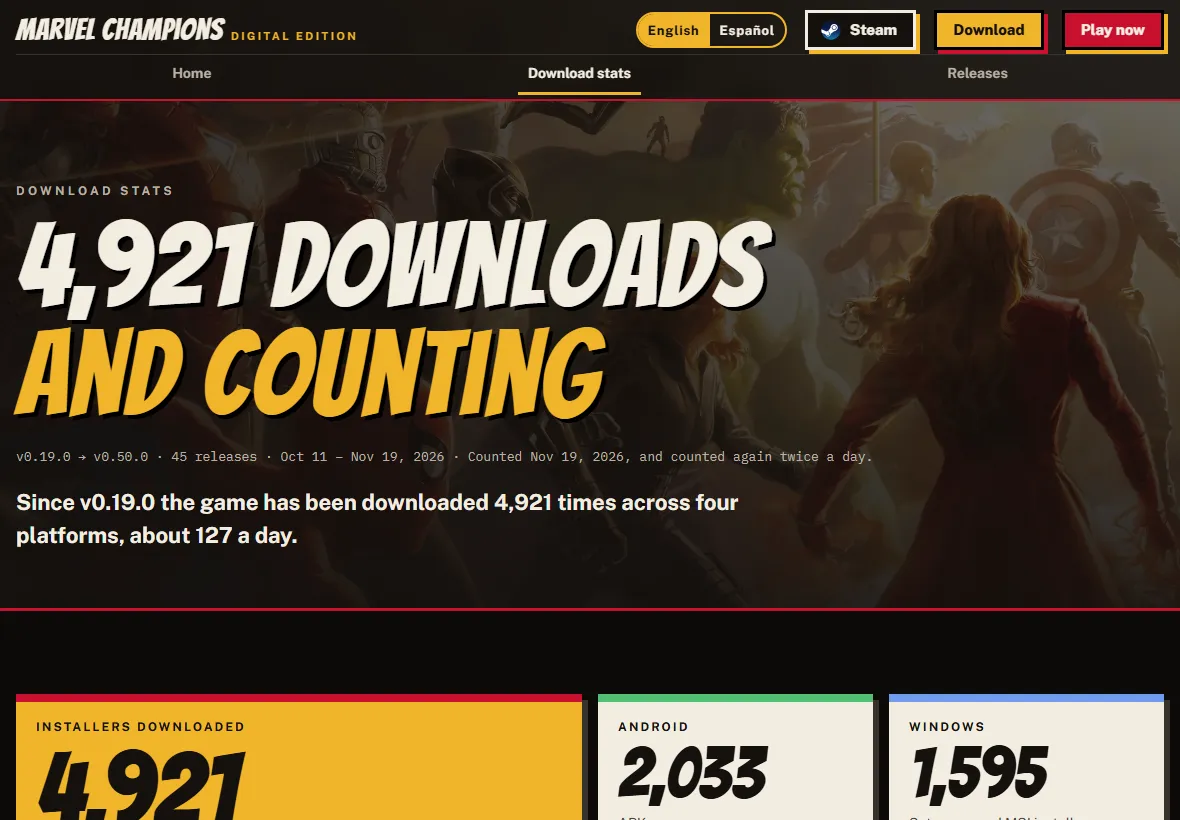 MARVEL CHAMPIONS DIGITAL EDITION
English Español
Steam
Download
Play now
Home
Download stats
Releases
DOWNLOAD STATS
4,921 DOWNLOADS
AND COUNTING
v0.19.0 → v0.50.0 · 45 releases · Oct 11 – Nov 19, 2026 · Counted Nov 19, 2026, and counted again twice a day.
Since v0.19.0 the game has been downloaded 4,921 times across four
platforms, about 127 a day.
INSTALLERS DOWNLOADED
4,921
ANDROID
2,033
WINDOWS
1,595